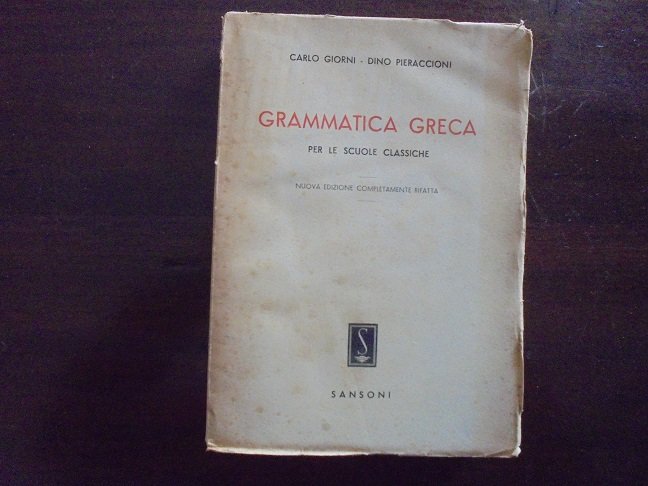 CARLO GIORNI - DINO PIERACCIONI
GRAMMATICA GRECA
PER LE SCUOLE CLASSICHE
NUOVA EDIZIONE COMPLETAMENTE RIFATTA
S
SANSONI